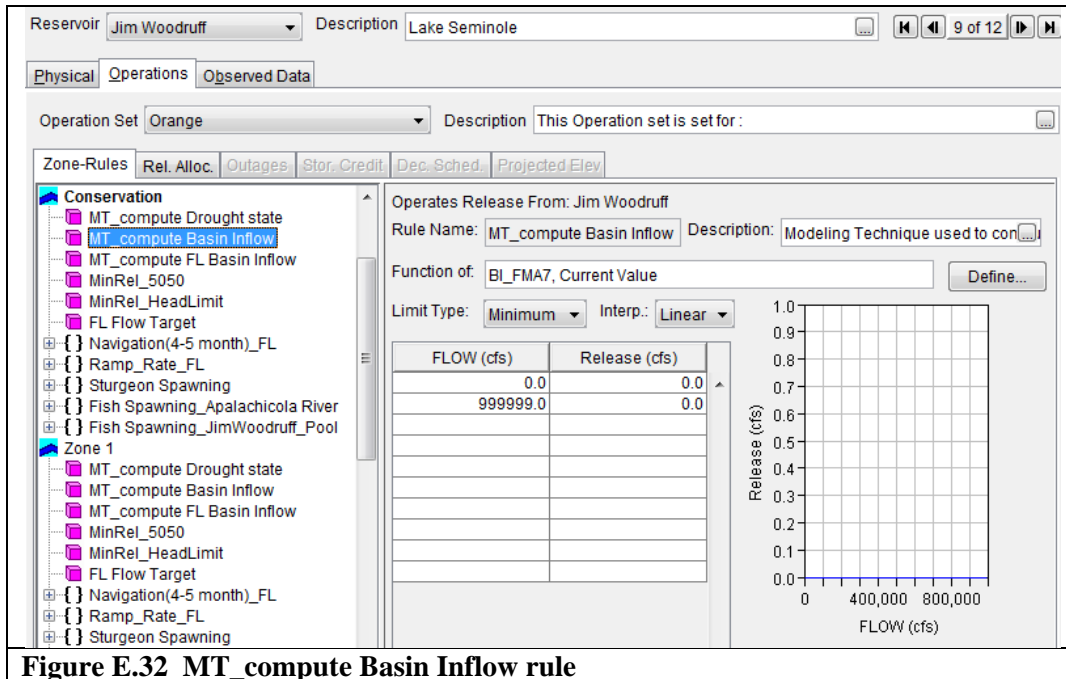 Reservoir Jim Woodruff Description Lake Seminole ... 9 of 12
Physical Operations Observed Data
Operation Set Orange Description This Operation set is set for : ...
Zone-Rules Rel. Alloc. Outages Stor. Credit Dec. Sched. Projected Elev
Conservation
MT_compute Drought state
MT_compute Basin Inflow
MT_compute FL Basin Inflow
MinRel_5050
MinRel_HeadLimit
FL Flow Target
{ } Navigation(4-5 month)_FL
{ } Ramp_Rate_FL
{ } Sturgeon Spawning
{ } Fish Spawning_Apalachicola River
{ } Fish Spawning_JimWoodruff_Pool
Zone 1
MT_compute Drought state
MT_compute Basin Inflow
MT_compute FL Basin Inflow
MinRel_5050
MinRel_HeadLimit
FL Flow Target
{ } Navigation(4-5 month)_FL
{ } Ramp_Rate_FL
{ } Sturgeon Spawning
Operates Release From: Jim Woodruff
Rule Name: MT_compute Basin Inflow Description: Modeling Technique used to con...
Function of: BI_FMA7, Current Value Define...
Limit Type: Minimum Interp.: Linear
FLOW (cfs) Release (cfs)
0.0 0.0
999999.0 0.0
Release (cfs)
1.0
0.9
0.8
0.7
0.6
0.5
0.4
0.3
0.2
0.1
0.0
0 400,000 800,000
FLOW (cfs)
Figure E.32 MT_compute Basin Inflow rule